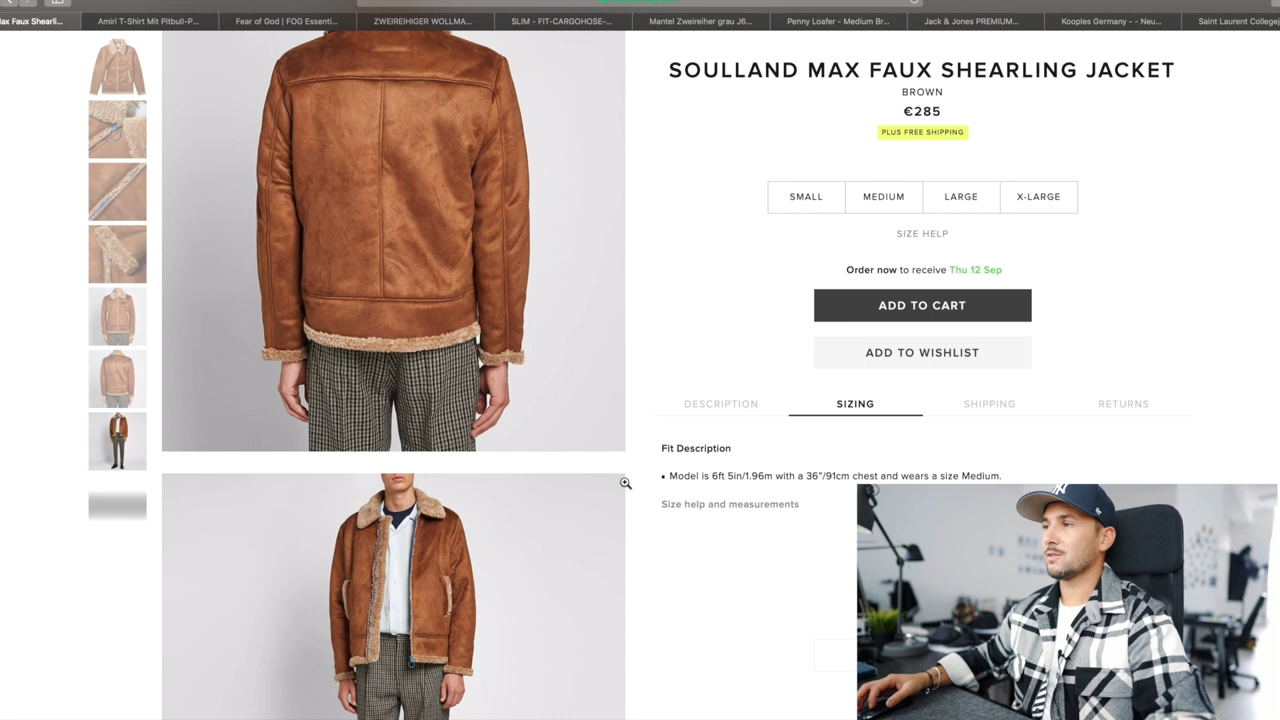 Max Faux Shearli...
Amiri T-Shirt Mit Pitbull-P...
Fear of God | FOG Essenti...
ZWEIREIHIGER WOLLMA...
SLIM - FIT-CARGOHOSE-...
Mantel Zweireiher grau J6...
Penny Loafer - Medium Br...
Jack & Jones PREMIUM...
Kooples Germany - - Neu...
Saint Laurent College
SOULLAND MAX FAUX SHEARLING JACKET
BROWN
€285
PLUS FREE SHIPPING
SMALL
MEDIUM
LARGE
X-LARGE
SIZE HELP
Order now to receive Thu 12 Sep
ADD TO CART
ADD TO WISHLIST
DESCRIPTION
SIZING
SHIPPING
RETURNS
Fit Description
• Model is 6ft 5in/1.96m with a 36"/91cm chest and wears a size Medium.
Size help and measurements